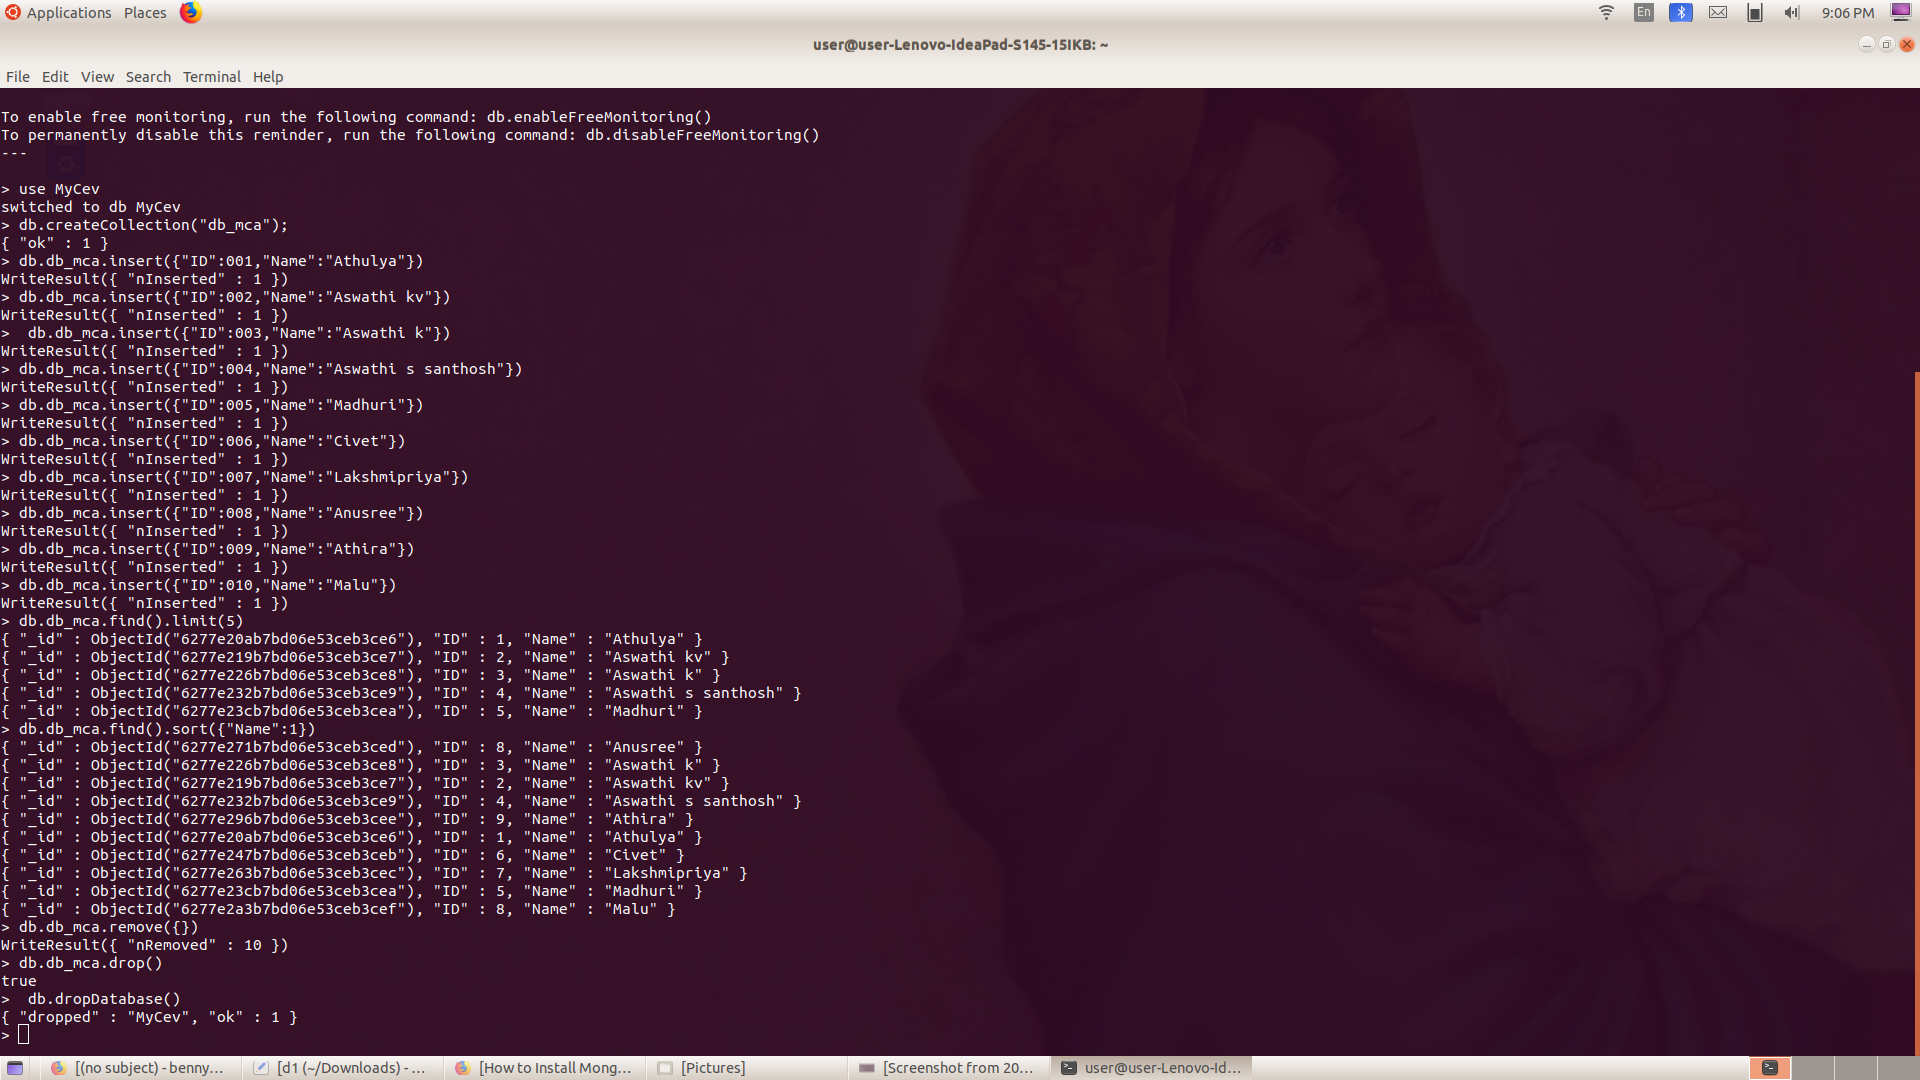 Applications Places En 9:06 PM
user@user-Lenovo-IdeaPad-S145-15IKB: ~
File Edit View Search Terminal Help
To enable free monitoring, run the following command: db.enableFreeMonitoring()
To permanently disable this reminder, run the following command: db.disableFreeMonitoring()
---
> use MyCev
switched to db MyCev
> db.createCollection("db_mca");
{ "ok" : 1 }
> db.db_mca.insert({"ID":001,"Name":"Athulya"})
WriteResult({ "nInserted" : 1 })
> db.db_mca.insert({"ID":002,"Name":"Aswathi kv"})
WriteResult({ "nInserted" : 1 })
>  db.db_mca.insert({"ID":003,"Name":"Aswathi k"})
WriteResult({ "nInserted" : 1 })
> db.db_mca.insert({"ID":004,"Name":"Aswathi s santhosh"})
WriteResult({ "nInserted" : 1 })
> db.db_mca.insert({"ID":005,"Name":"Madhuri"})
WriteResult({ "nInserted" : 1 })
> db.db_mca.insert({"ID":006,"Name":"Civet"})
WriteResult({ "nInserted" : 1 })
> db.db_mca.insert({"ID":007,"Name":"Lakshmipriya"})
WriteResult({ "nInserted" : 1 })
> db.db_mca.insert({"ID":008,"Name":"Anusree"})
WriteResult({ "nInserted" : 1 })
> db.db_mca.insert({"ID":009,"Name":"Athira"})
WriteResult({ "nInserted" : 1 })
> db.db_mca.insert({"ID":010,"Name":"Malu"})
WriteResult({ "nInserted" : 1 })
> db.db_mca.find().limit(5)
{ "_id" : ObjectId("6277e20ab7bd06e53ceb3ce6"), "ID" : 1, "Name" : "Athulya" }
{ "_id" : ObjectId("6277e219b7bd06e53ceb3ce7"), "ID" : 2, "Name" : "Aswathi kv" }
{ "_id" : ObjectId("6277e226b7bd06e53ceb3ce8"), "ID" : 3, "Name" : "Aswathi k" }
{ "_id" : ObjectId("6277e232b7bd06e53ceb3ce9"), "ID" : 4, "Name" : "Aswathi s santhosh" }
{ "_id" : ObjectId("6277e23cb7bd06e53ceb3cea"), "ID" : 5, "Name" : "Madhuri" }
> db.db_mca.find().sort({"Name":1})
{ "_id" : ObjectId("6277e271b7bd06e53ceb3ced"), "ID" : 8, "Name" : "Anusree" }
{ "_id" : ObjectId("6277e226b7bd06e53ceb3ce8"), "ID" : 3, "Name" : "Aswathi k" }
{ "_id" : ObjectId("6277e219b7bd06e53ceb3ce7"), "ID" : 2, "Name" : "Aswathi kv" }
{ "_id" : ObjectId("6277e232b7bd06e53ceb3ce9"), "ID" : 4, "Name" : "Aswathi s santhosh" }
{ "_id" : ObjectId("6277e296b7bd06e53ceb3cee"), "ID" : 9, "Name" : "Athira" }
{ "_id" : ObjectId("6277e20ab7bd06e53ceb3ce6"), "ID" : 1, "Name" : "Athulya" }
{ "_id" : ObjectId("6277e247b7bd06e53ceb3ceb"), "ID" : 6, "Name" : "Civet" }
{ "_id" : ObjectId("6277e263b7bd06e53ceb3cec"), "ID" : 7, "Name" : "Lakshmipriya" }
{ "_id" : ObjectId("6277e23cb7bd06e53ceb3cea"), "ID" : 5, "Name" : "Madhuri" }
{ "_id" : ObjectId("6277e2a3b7bd06e53ceb3cef"), "ID" : 8, "Name" : "Malu" }
> db.db_mca.remove({})
WriteResult({ "nRemoved" : 10 })
> db.db_mca.drop()
true
>  db.dropDatabase()
{ "dropped" : "MyCev", "ok" : 1 }
>
[(no subject) - benny... [d1 (~/Downloads) - ... [How to Install Mong... [Pictures] [Screenshot from 20... user@user-Lenovo-Id...